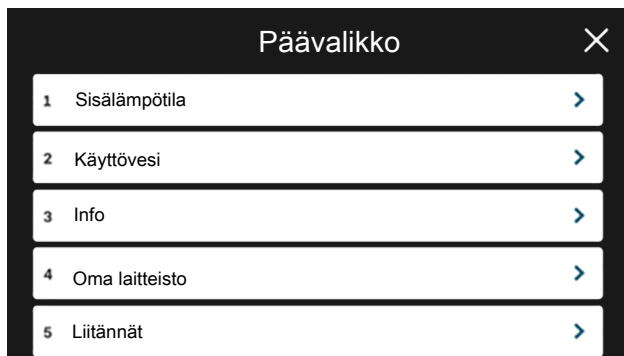 Päävalikko
1 Sisälämpötila
2 Käyttövesi
3 Info
4 Oma laitteisto
5 Liitännät